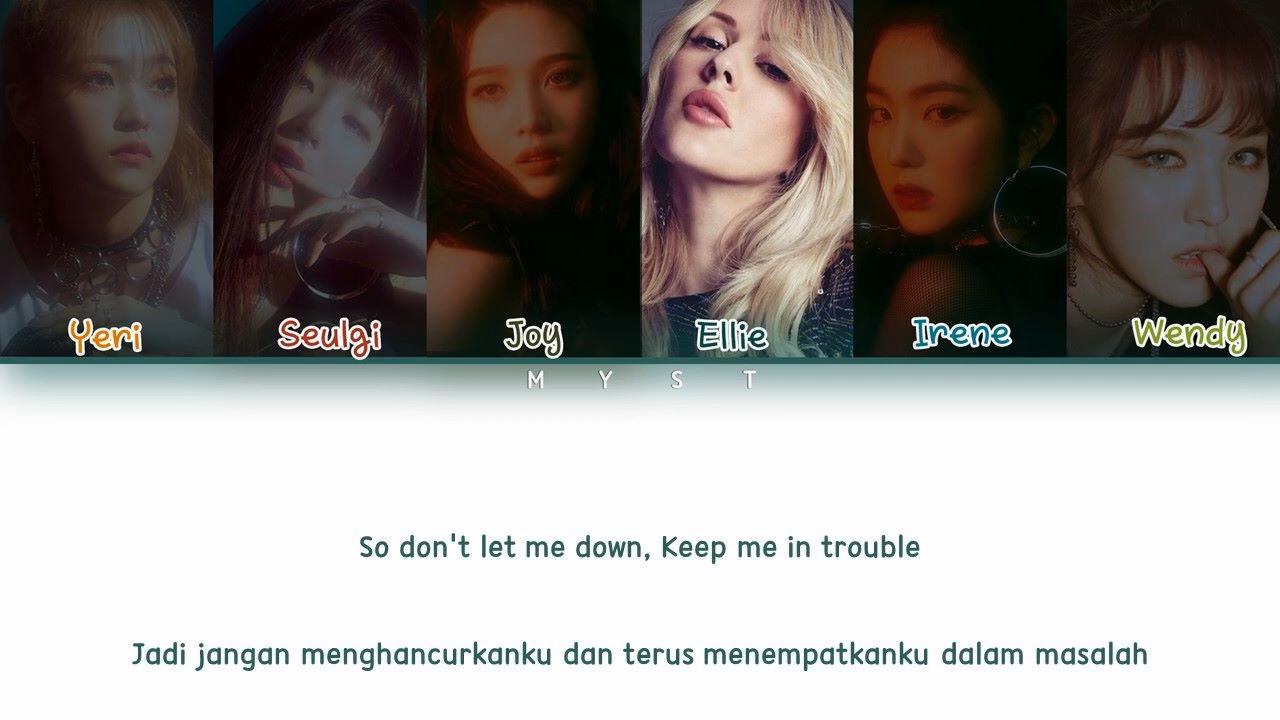 Yeri Seulgi Joy Ellie Irene Wendy
M Y S T
So don't let me down, Keep me in trouble
Jadi jangan menghancurkanku dan terus menempatkanku dalam masalah